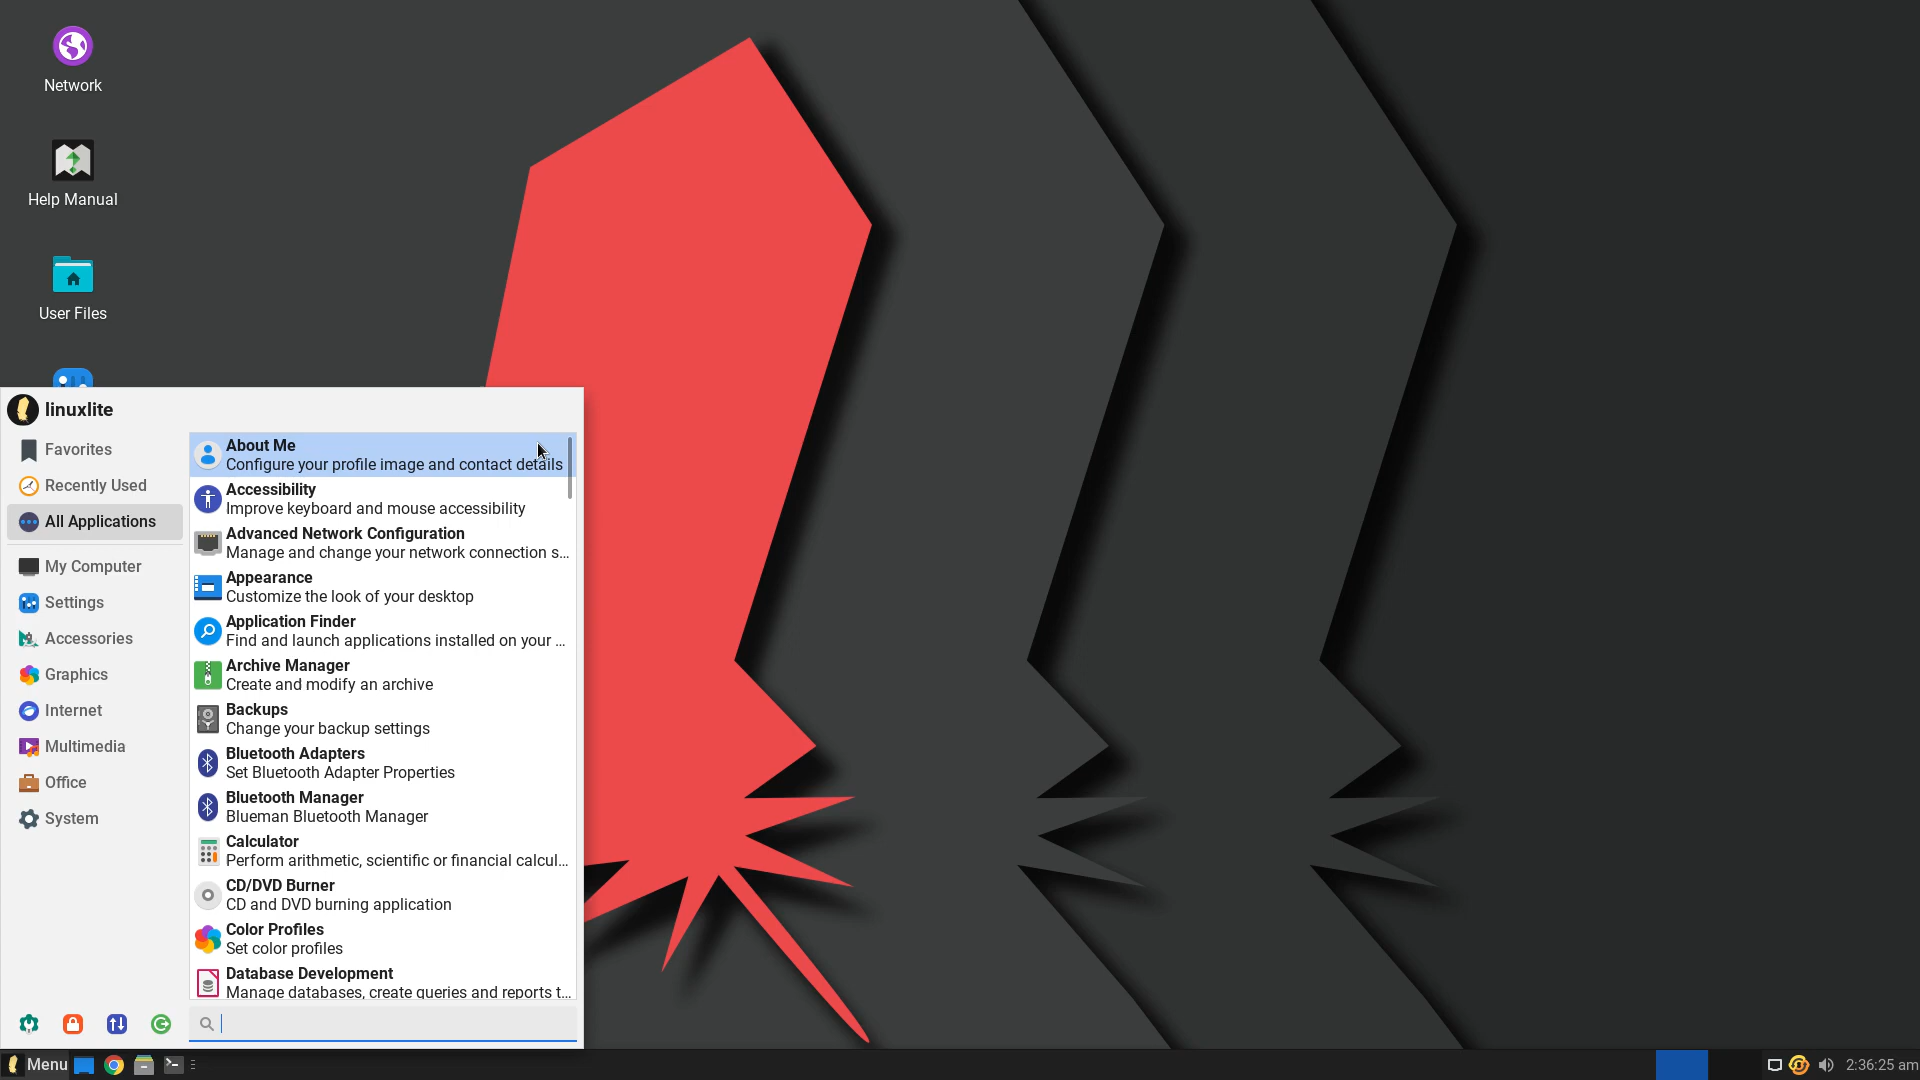 Network
Help Manual
User Files
linuxlite
Favorites
Recently Used
All Applications
My Computer
Settings
Accessories
Graphics
Internet
Multimedia
Office
System
About Me
Configure your profile image and contact details
Accessibility
Improve keyboard and mouse accessibility
Advanced Network Configuration
Manage and change your network connection s...
Appearance
Customize the look of your desktop
Application Finder
Find and launch applications installed on your ...
Archive Manager
Create and modify an archive
Backups
Change your backup settings
Bluetooth Adapters
Set Bluetooth Adapter Properties
Bluetooth Manager
Blueman Bluetooth Manager
Calculator
Perform arithmetic, scientific or financial calcul...
CD/DVD Burner
CD and DVD burning application
Color Profiles
Set color profiles
Database Development
Manage databases, create queries and reports t...
Menu
2:36:25 am